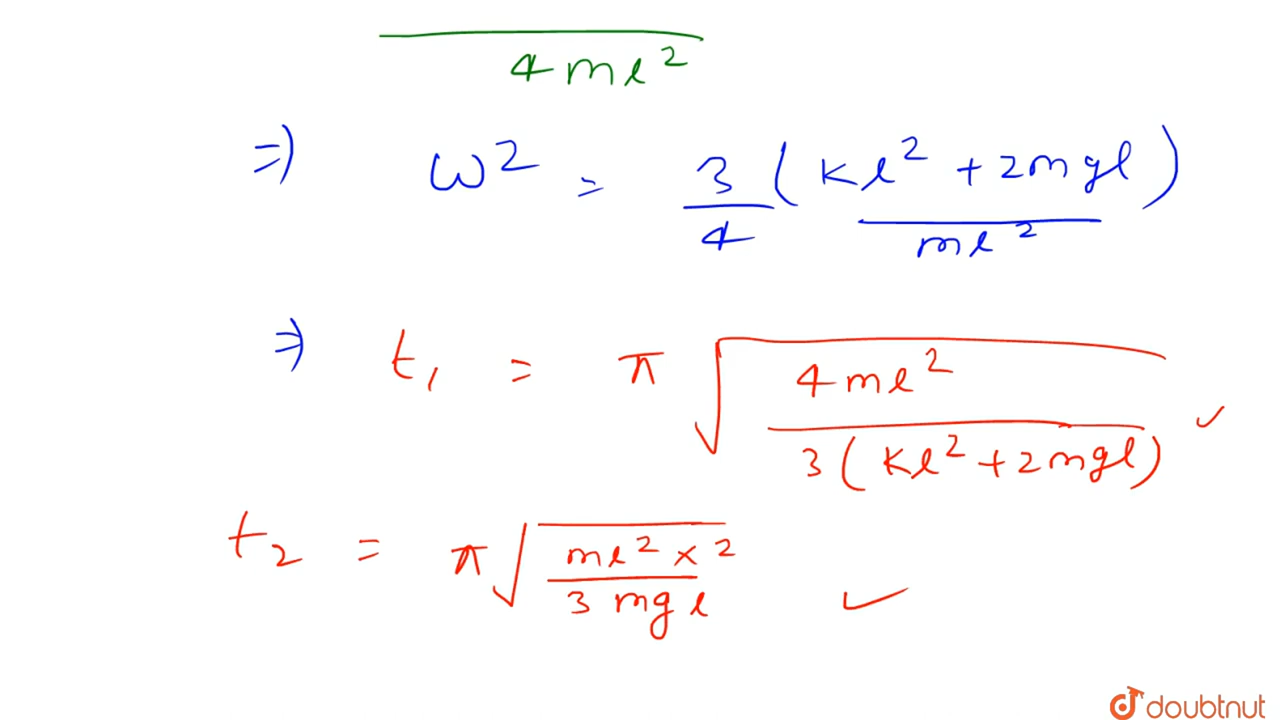 4ml²
⇒ ω² = 3/4 (kl² + 2mgl)/ml²
⇒ t₁ = π √(4ml²/3(kl² + 2mgl)) ✓
t₂ = π √(ml² × 2/3mgl) ✓
doubtnut